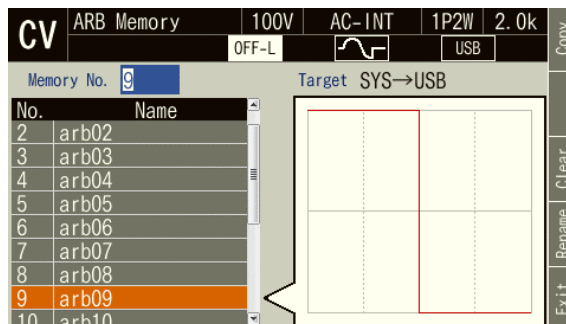 CV ARB Memory 100V AC-INT 1P2W 2.0k
OFF-L USB
Memory No. 9 Target SYS→USB
No. Name
2 arb02
3 arb03
4 arb04
5 arb05
6 arb06
7 arb07
8 arb08
9 arb09
10 arb10
Copy
Clear
Rename
Exit